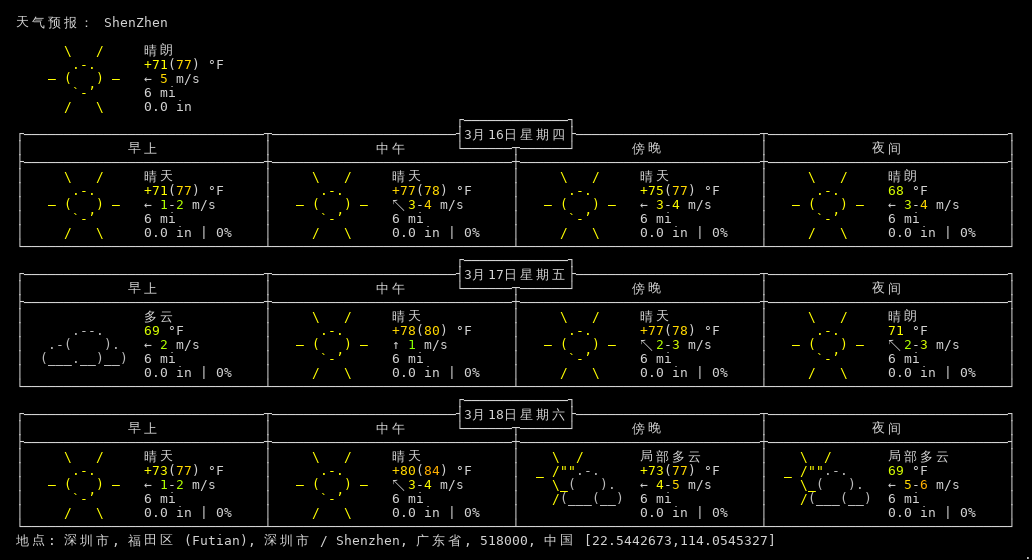 天气预报： ShenZhen
晴朗
+71(77) °F
← 5 m/s
6 mi
0.0 in
3月16日星期四
早上 中午 傍晚 夜间
晴天 晴天 晴天 晴朗
+71(77) °F +77(78) °F +75(77) °F 68 °F
← 1-2 m/s ↖ 3-4 m/s ← 3-4 m/s ← 3-4 m/s
6 mi 6 mi 6 mi 6 mi
0.0 in | 0% 0.0 in | 0% 0.0 in | 0% 0.0 in | 0%
3月17日星期五
早上 中午 傍晚 夜间
多云 晴天 晴天 晴朗
69 °F +78(80) °F +77(78) °F 71 °F
← 2 m/s ↑ 1 m/s ↖ 2-3 m/s ↖ 2-3 m/s
6 mi 6 mi 6 mi 6 mi
0.0 in | 0% 0.0 in | 0% 0.0 in | 0% 0.0 in | 0%
3月18日星期六
早上 中午 傍晚 夜间
晴天 晴天 局部多云 局部多云
+73(77) °F +80(84) °F +73(77) °F 69 °F
← 1-2 m/s ↖ 3-4 m/s ← 4-5 m/s ← 5-6 m/s
6 mi 6 mi 6 mi 6 mi
0.0 in | 0% 0.0 in | 0% 0.0 in | 0% 0.0 in | 0%
地点: 深圳市, 福田区 (Futian), 深圳市 / Shenzhen, 广东省, 518000, 中国 [22.5442673,114.0545327]